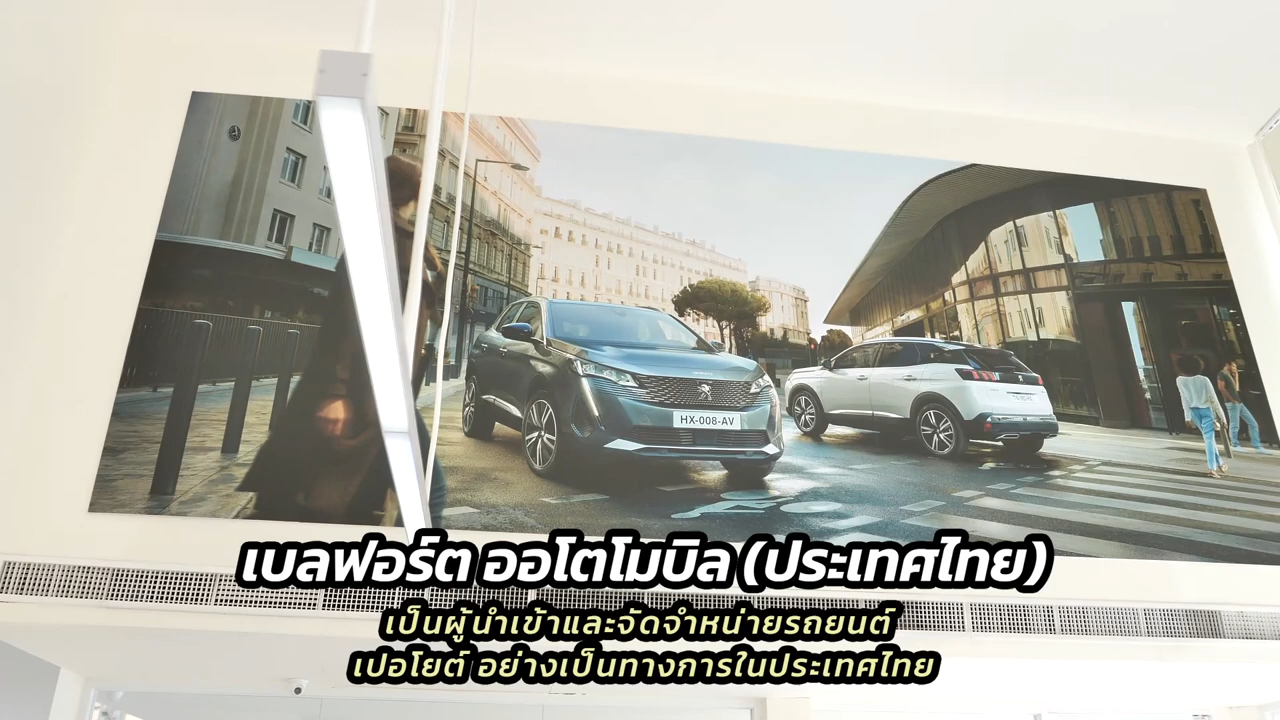 HX-008-AV
เบลฟอร์ต ออโตโมบิล (ประเทศไทย)
เป็นผู้นำเข้าและจัดจำหน่ายรถยนต์
เปอโยต์ อย่างเป็นทางการในประเทศไทย